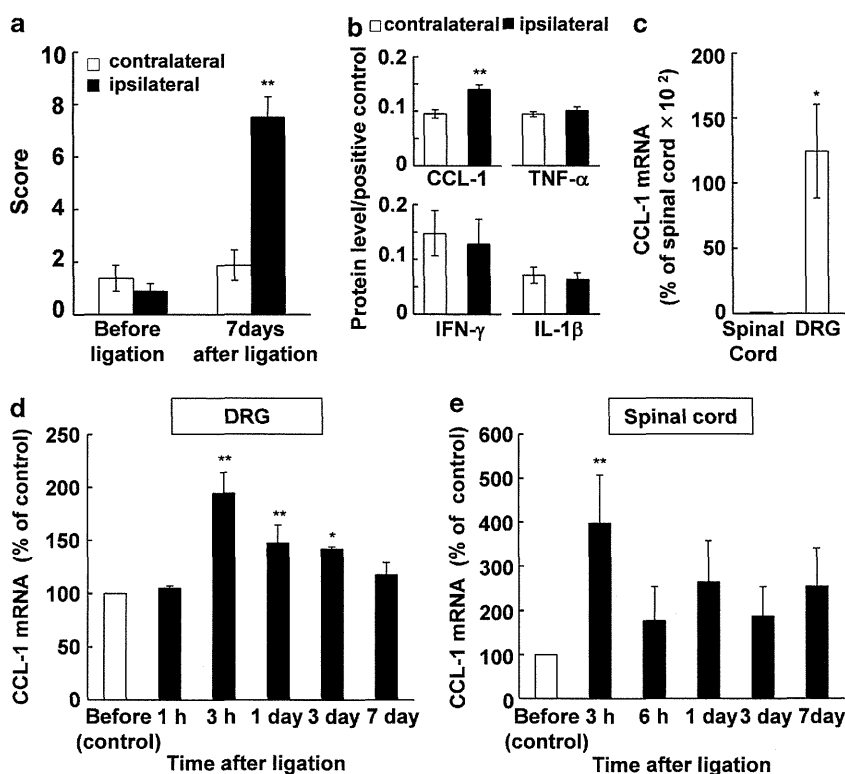 a
contralateral
ipsilateral
**
10
8
6
4
2
0
Score
Before ligation
7days after ligation
b
contralateral ipsilateral
Protein level/positive control
0.2
0.1
0
**
CCL-1
TNF-α
0.2
0.1
0
IFN-γ
IL-1β
c
CCL-1 mRNA
(% of spinal cord × 10²)
200
150
100
50
0
*
Spinal Cord
DRG
d
DRG
CCL-1 mRNA (% of control)
250
200
150
100
50
0
**
**
*
Before (control)
1 h
3 h
1 day
3 day
7 day
Time after ligation
e
Spinal cord
CCL-1 mRNA (% of control)
600
500
400
300
200
100
0
**
Before (control)
3 h
6 h
1 day
3 day
7day
Time after ligation